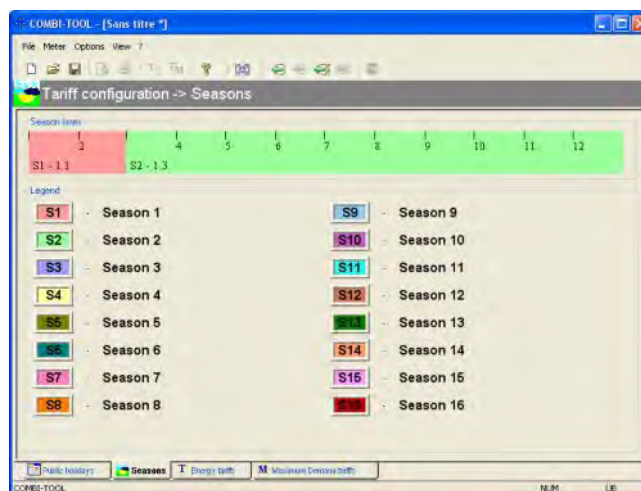 COMBI-TOOL - [Sans titre *]
File Meter Options View ?
Tariff configuration -> Seasons
Season lines
2 4 5 6 7 8 9 10 11 12
S1 - 1.1 S2 - 1.3
Legend
S1 - Season 1 S9 - Season 9
S2 - Season 2 S10 - Season 10
S3 - Season 3 S11 - Season 11
S4 - Season 4 S12 - Season 12
S5 - Season 5 S13 - Season 13
S6 - Season 6 S14 - Season 14
S7 - Season 7 S15 - Season 15
S8 - Season 8 S16 - Season 16
Public holidays Seasons T Energy tariffs M Maximum Demand tariffs
COMBI-TOOL NUM UB